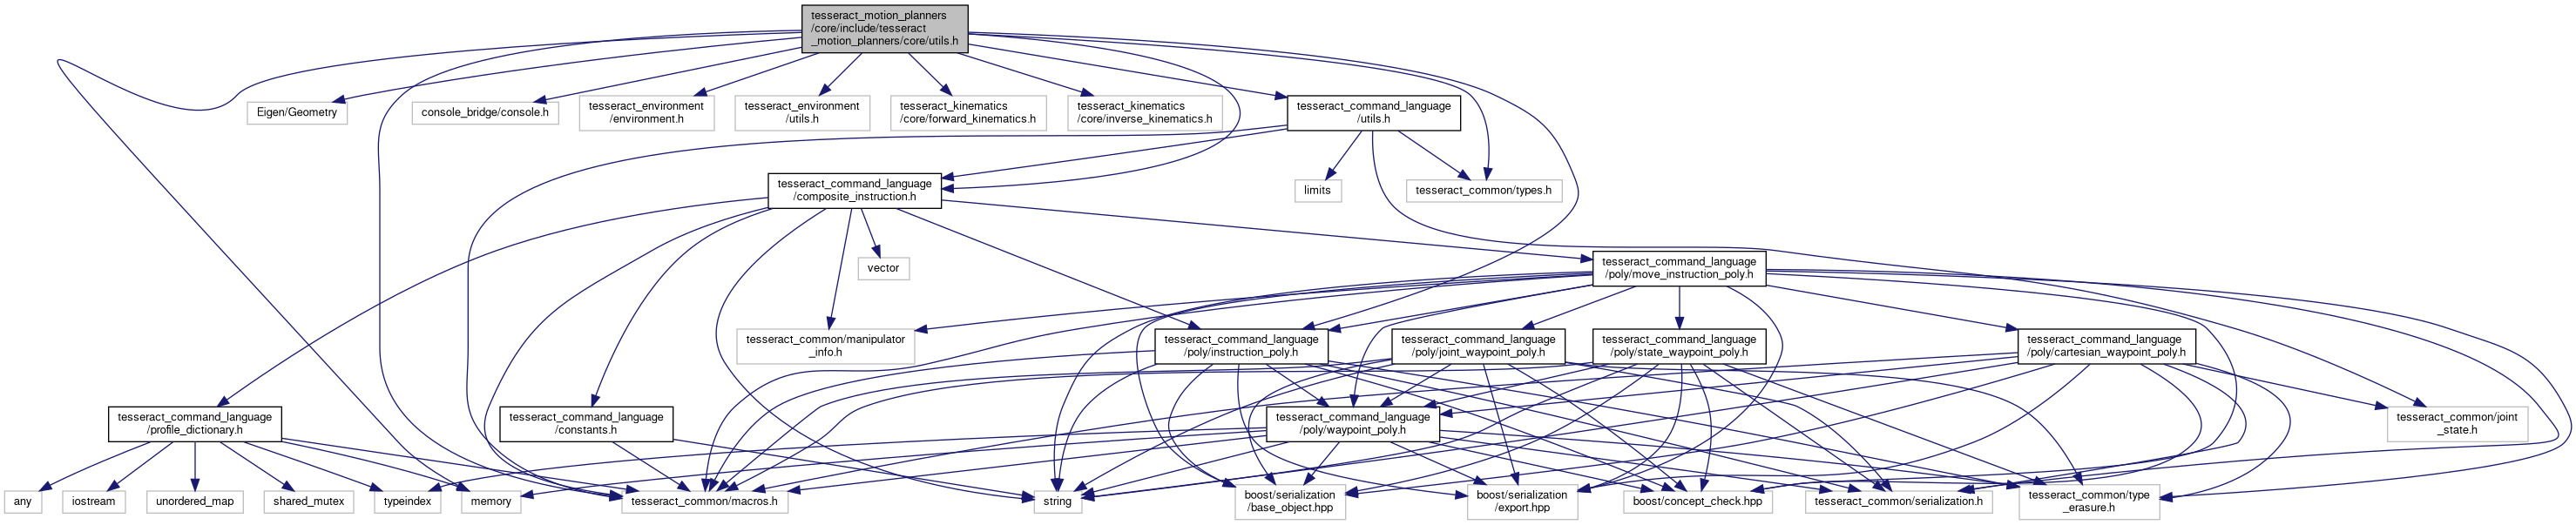 tesseract_motion_planners
/core/include/tesseract
_motion_planners/core/utils.h
Eigen/Geometry
console_bridge/console.h
tesseract_environment
/environment.h
tesseract_environment
/utils.h
tesseract_kinematics
/core/forward_kinematics.h
tesseract_kinematics
/core/inverse_kinematics.h
tesseract_command_language
/utils.h
tesseract_command_language
/composite_instruction.h
limits
tesseract_common/types.h
vector
tesseract_command_language
/poly/move_instruction_poly.h
tesseract_common/manipulator
_info.h
tesseract_command_language
/poly/instruction_poly.h
tesseract_command_language
/poly/joint_waypoint_poly.h
tesseract_command_language
/poly/state_waypoint_poly.h
tesseract_command_language
/poly/cartesian_waypoint_poly.h
tesseract_command_language
/profile_dictionary.h
tesseract_command_language
/constants.h
tesseract_command_language
/poly/waypoint_poly.h
tesseract_common/joint
_state.h
any
iostream
unordered_map
shared_mutex
typeindex
memory
tesseract_common/macros.h
string
boost/serialization
/base_object.hpp
boost/serialization
/export.hpp
boost/concept_check.hpp
tesseract_common/serialization.h
tesseract_common/type
_erasure.h